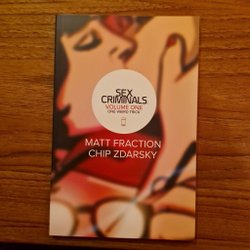 SEX
CRIMINALS
VOLUME ONE
ONE WEIRD TRICK
MATT FRACTION
CHIP ZDARSKY